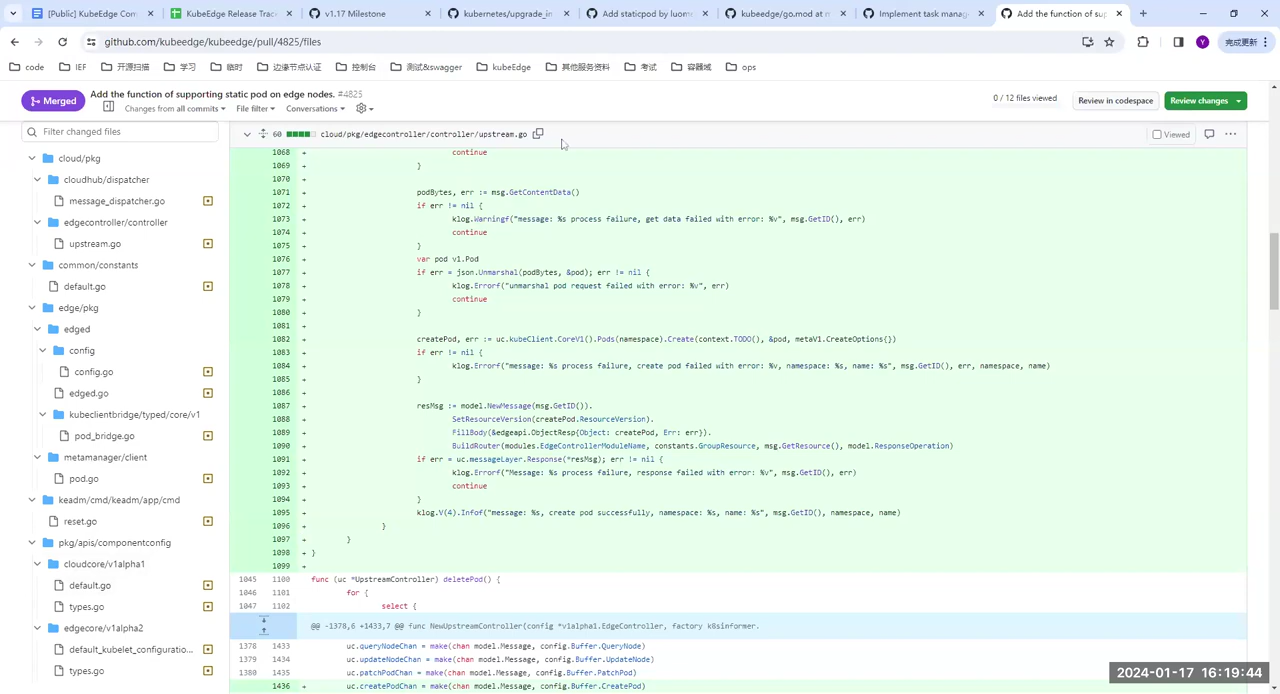 [Public] KubeEdge Com
KubeEdge Release Trac
v1.17 Milestone
kubernetes/upgrade_in
Add staticpod by luom
kubeedge/go.mod at m
Implement task manag
Add the function of sup
github.com/kubeedge/kubeedge/pull/4825/files
Y
完成更新
code
IEF
开源扫描
学习
临时
边缘节点认证
控制台
测试&swagger
kubeedge
其他服务资料
考试
容器域
ops
Merged
Add the function of supporting static pod on edge nodes. #4825
Changes from all commits
File filter
Conversations
0 / 12 files viewed
Review in codespace
Review changes
Filter changed files
cloud/pkg
cloudhub/dispatcher
message_dispatcher.go
edgecontroller/controller
upstream.go
common/constants
default.go
edge/pkg
edged
config
config.go
edged.go
kubeclientbridge/typed/core/v1
pod_bridge.go
metamanager/client
pod.go
keadm/cmd/keadm/app/cmd
reset.go
pkg/apis/componentconfig
cloudcore/v1alpha1
default.go
types.go
edgecore/v1alpha2
default_kubelet_configuratio...
types.go
60 cloud/pkg/edgecontroller/controller/upstream.go
Viewed
1068 + continue
1069 + }
1070 +
1071 + podBytes, err := msg.GetContentData()
1072 + if err != nil {
1073 + klog.Warningf("message: %s process failure, get data failed with error: %v", msg.GetID(), err)
1074 + continue
1075 + }
1076 + var pod v1.Pod
1077 + if err = json.Unmarshal(podBytes, &pod); err != nil {
1078 + klog.Errorf("unmarshal pod request failed with error: %v", err)
1079 + continue
1080 + }
1081 +
1082 + createPod, err := uc.kubeClient.CoreV1().Pods(namespace).Create(context.TODO(), &pod, metaV1.CreateOptions{})
1083 + if err != nil {
1084 + klog.Errorf("message: %s process failure, create pod failed with error: %v, namespace: %s, name: %s", msg.GetID(), err, namespace, name)
1085 + }
1086 +
1087 + resMsg := model.NewMessage(msg.GetID()).
1088 + SetResourceVersion(createPod.ResourceVersion).
1089 + FillBody(&edgeapi.ObjectResp{Object: createPod, Err: err}).
1090 + BuildRouter(modules.EdgeControllerModuleName, constants.GroupResource, msg.GetResource(), model.ResponseOperation)
1091 + if err = uc.messageLayer.Response(*resMsg); err != nil {
1092 + klog.Errorf("Message: %s process failure, response failed with error: %v", msg.GetID(), err)
1093 + continue
1094 + }
1095 + klog.V(4).Infof("message: %s, create pod successfully, namespace: %s, name: %s", msg.GetID(), namespace, name)
1096 + }
1097 + }
1098 + }
1099 +
1045 1100 func (uc *UpstreamController) deletePod() {
1046 1101 for {
1047 1102 select {
@@ -1378,6 +1433,7 @@ func NewUpstreamController(config *v1alpha1.EdgeController, factory k8sinformer.
1378 1433 uc.queryNodeChan = make(chan model.Message, config.Buffer.QueryNode)
1379 1434 uc.updateNodeChan = make(chan model.Message, config.Buffer.UpdateNode)
1380 1435 uc.patchPodChan = make(chan model.Message, config.Buffer.PatchPod)
1436 + uc.createPodChan = make(chan model.Message, config.Buffer.CreatePod)
2024-01-17 16:19:44